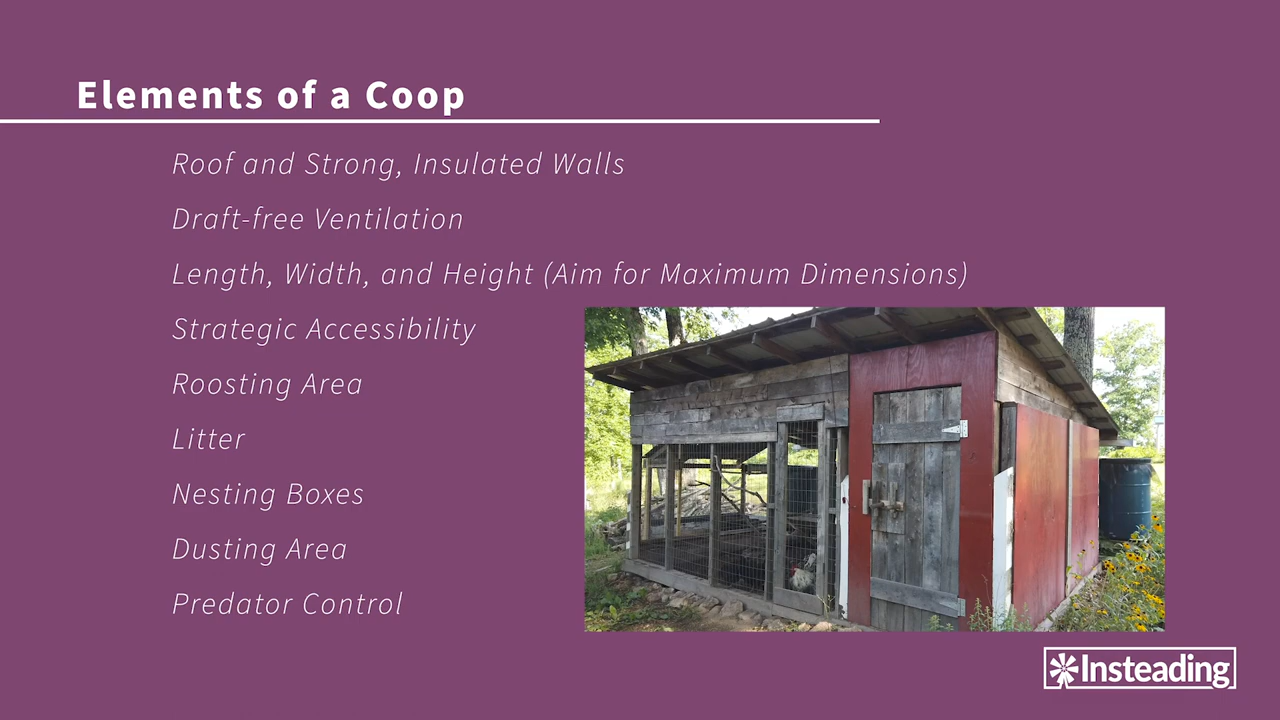 Elements of a Coop
Roof and Strong, Insulated Walls
Draft-free Ventilation
Length, Width, and Height (Aim for Maximum Dimensions)
Strategic Accessibility
Roosting Area
Litter
Nesting Boxes
Dusting Area
Predator Control
Insteading